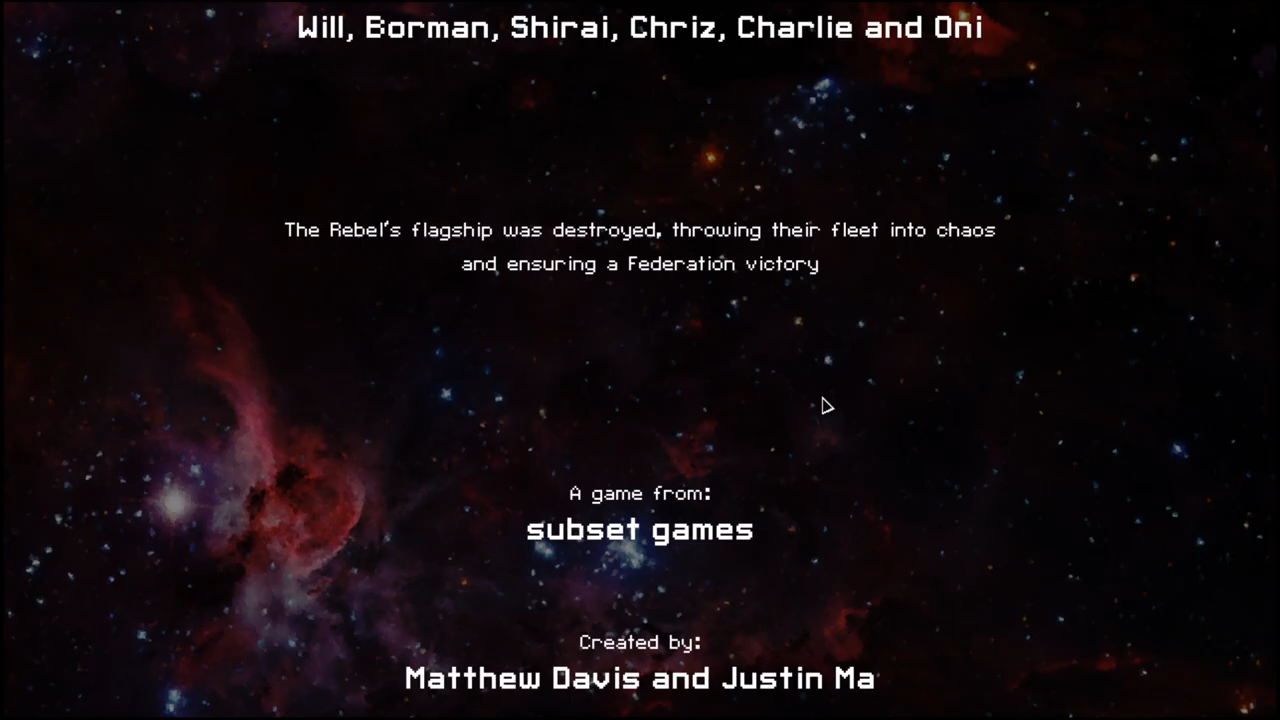 Will, Borman, Shirai, Chriz, Charlie and Oni
The Rebel's flagship was destroyed, throwing their fleet into chaos
and ensuring a Federation victory
A game from:
subset games
Created by:
Matthew Davis and Justin Ma